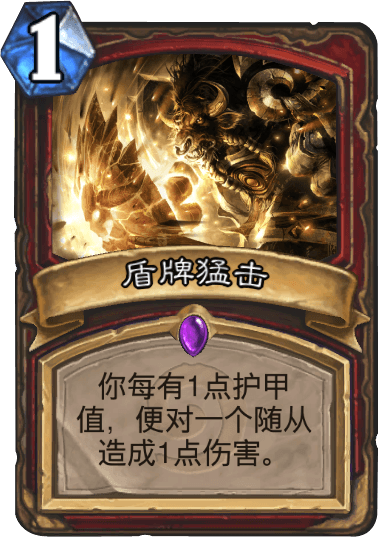 1
盾牌猛击
你每有1点护甲
值，便对一个随从
造成1点伤害。